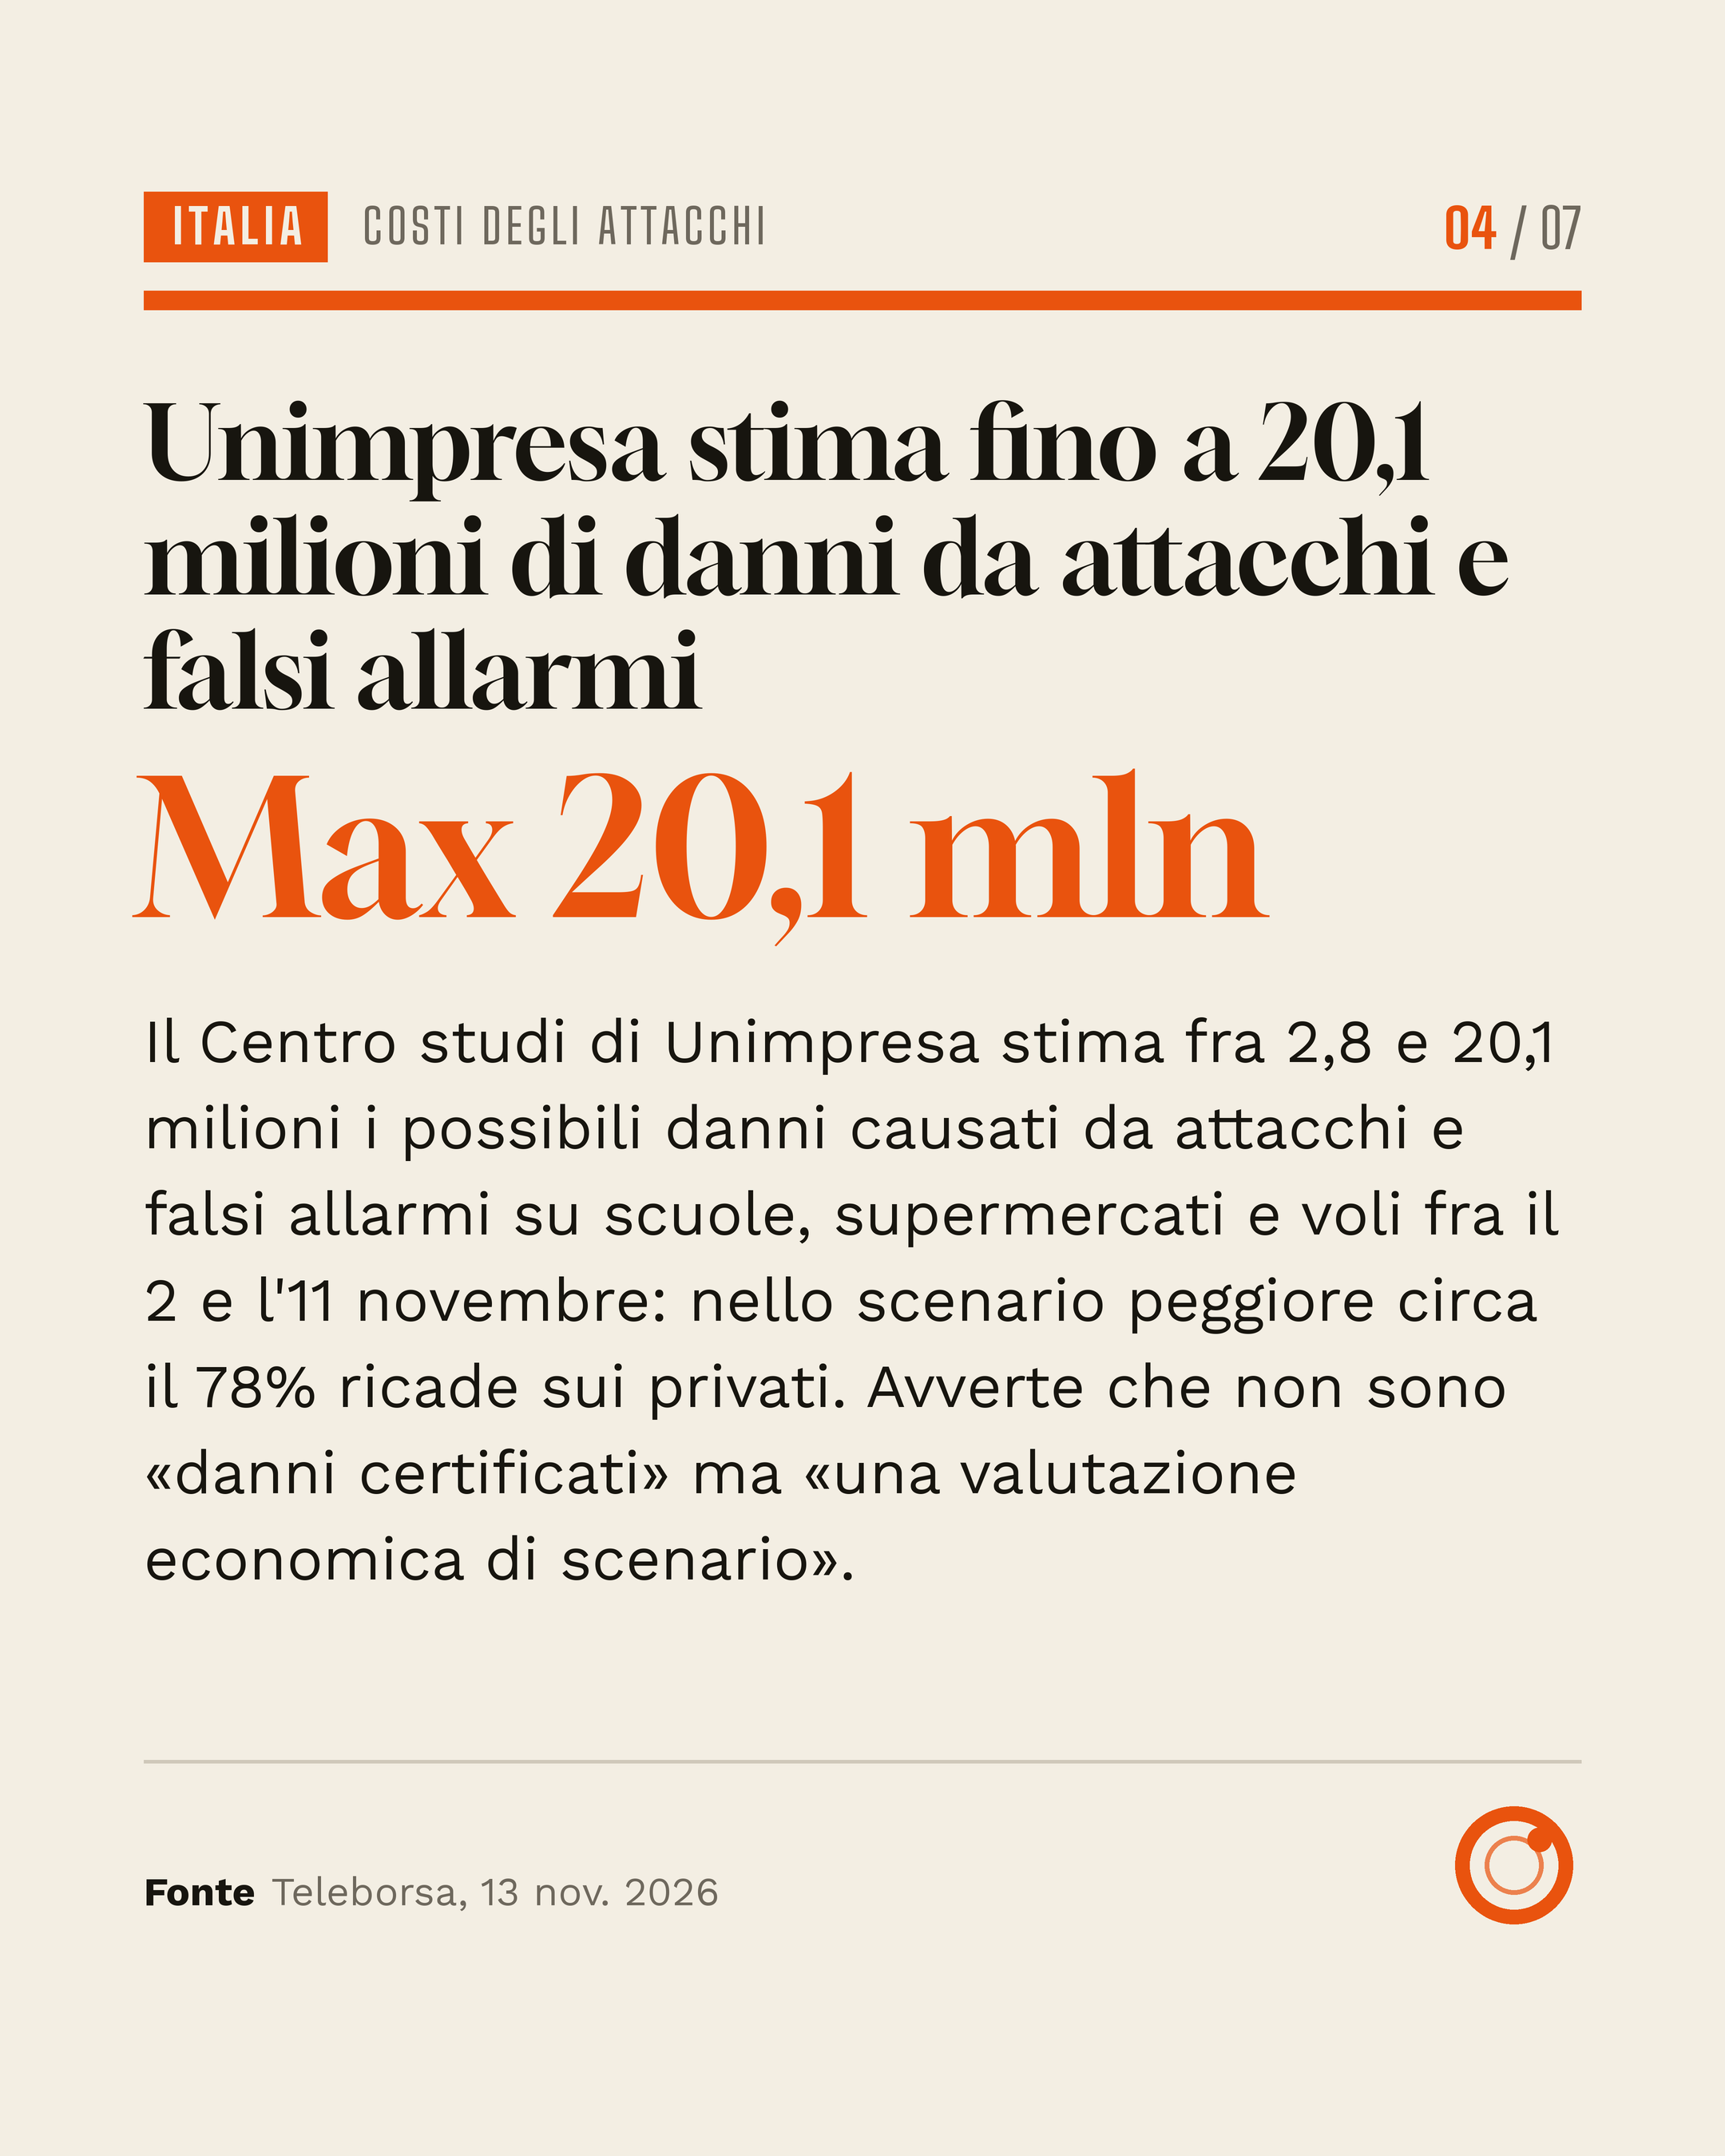 ITALIA COSTI DEGLI ATTACCHI 04 / 07
Unimpresa stima fino a 20,1
milioni di danni da attacchi e
falsi allarmi
Max 20,1 mln
Il Centro studi di Unimpresa stima fra 2,8 e 20,1
milioni i possibili danni causati da attacchi e
falsi allarmi su scuole, supermercati e voli fra il
2 e l'11 novembre: nello scenario peggiore circa
il 78% ricade sui privati. Avverte che non sono
«danni certificati» ma «una valutazione
economica di scenario».
Fonte Teleborsa, 13 nov. 2026